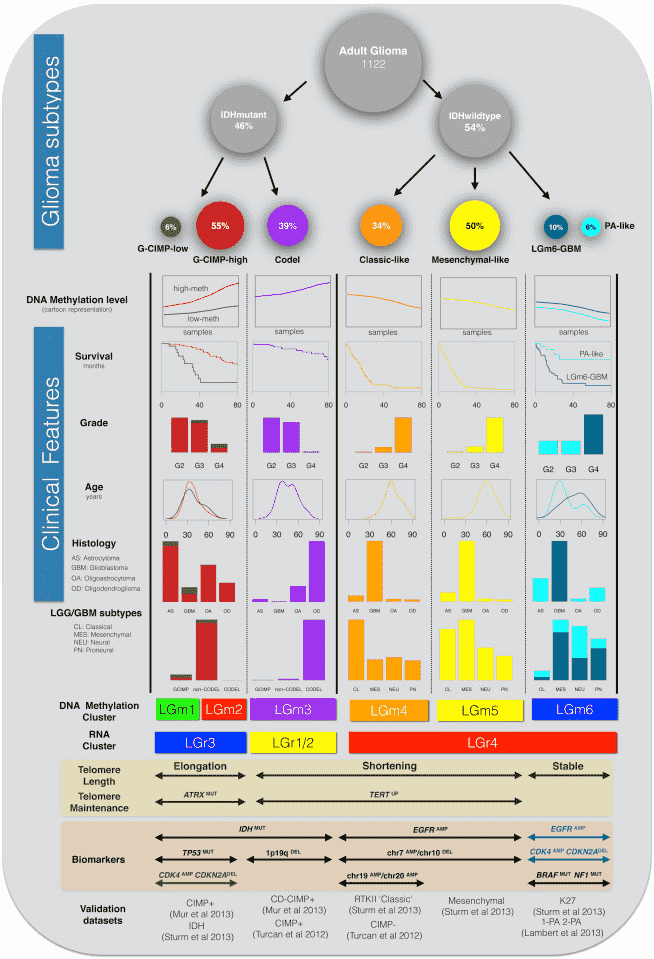 Glioma subtypes
Adult Glioma
1122
IDHmutant
46%
IDHwildtype
54%
6%
55%
39%
34%
50%
10%
6%
PA-like
G-CIMP-low
G-CIMP-high
Codel
Classic-like
Mesenchymal-like
LGm6-GBM
DNA Methylation level
(cartoon representation)
high-meth
low-meth
samples
samples
samples
samples
samples
Clinical Features
Survival
months
PA-like
LGm6-GBM
0 40 80
0 40 80
0 40 80
0 40 80
0 40 80
Grade
G2 G3 G4
G2 G3 G4
G2 G3 G4
G2 G3 G4
G2 G3 G4
Age
years
0 30 60 90
0 30 60 90
0 30 60 90
0 30 60 90
0 30 60 90
Histology
AS: Astrocytoma
GBM: Glioblastoma
OA: Oligoastrocytoma
OD: Oligodendroglioma
AS GBM OA OD
AS GBM OA OD
AS GBM OA OD
AS GBM OA OD
AS GBM OA OD
LGG/GBM subtypes
CL: Classical
MES: Mesenchymal
NEU: Neural
PN: Proneural
GCIMP non-CODEL CODEL
GCIMP non-CODEL CODEL
CL MES NEU PN
CL MES NEU PN
CL MES NEU PN
DNA Methylation
Cluster
LGm1 LGm2 LGm3 LGm4 LGm5 LGm6
RNA
Cluster
LGr3 LGr1/2 LGr4
Telomere
Length
Elongation Shortening Stable
Telomere
Maintenance
ATRX MUT TERT UP
Biomarkers
IDH MUT EGFR AMP EGFR AMP
TP53 MUT 1p19q DEL chr7 AMP/chr10 DEL CDK4 AMP CDKN2A DEL
CDK4 AMP CDKN2A DEL chr19 AMP/chr20 AMP BRAF MUT NF1 MUT
Validation
datasets
CIMP+
(Mur et al 2013)
IDH
(Sturm et al 2013)
CD-CIMP+
(Mur et al 2013)
CIMP+
(Turcan et al 2012)
RTKII 'Classic'
(Sturm et al 2013)
CIMP-
(Turcan et al 2012)
Mesenchymal
(Sturm et al 2013)
K27
(Sturm et al 2013)
1-PA 2-PA
(Lambert et al 2013)